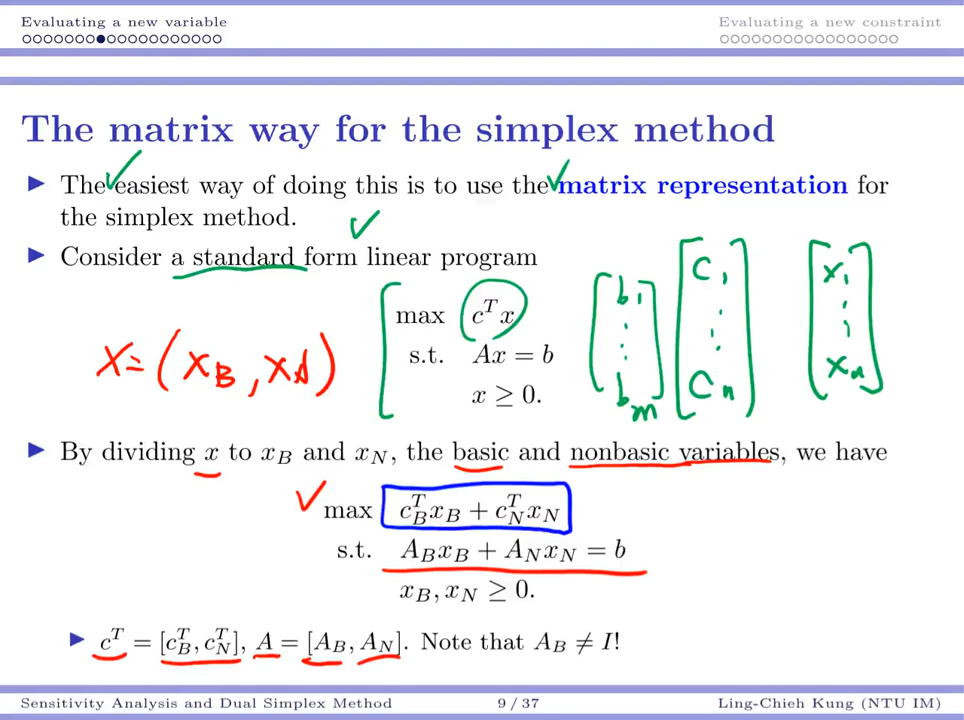 Evaluating a new variable Evaluating a new constraint
The matrix way for the simplex method
▶ The easiest way of doing this is to use the matrix representation for
the simplex method.
▶ Consider a standard form linear program
max c^T x
s.t. Ax = b
x ≥ 0.
b₁ ⋮ bₘ
c₁ ⋮ cₙ
x₁ ⋮ xₙ
x = (x_B, x_N)
▶ By dividing x to x_B and x_N, the basic and nonbasic variables, we have
max c_B^T x_B + c_N^T x_N
s.t. A_B x_B + A_N x_N = b
x_B, x_N ≥ 0.
▶ c^T = [c_B^T, c_N^T], A = [A_B, A_N]. Note that A_B ≠ I!
Sensitivity Analysis and Dual Simplex Method 9 / 37 Ling-Chieh Kung (NTU IM)